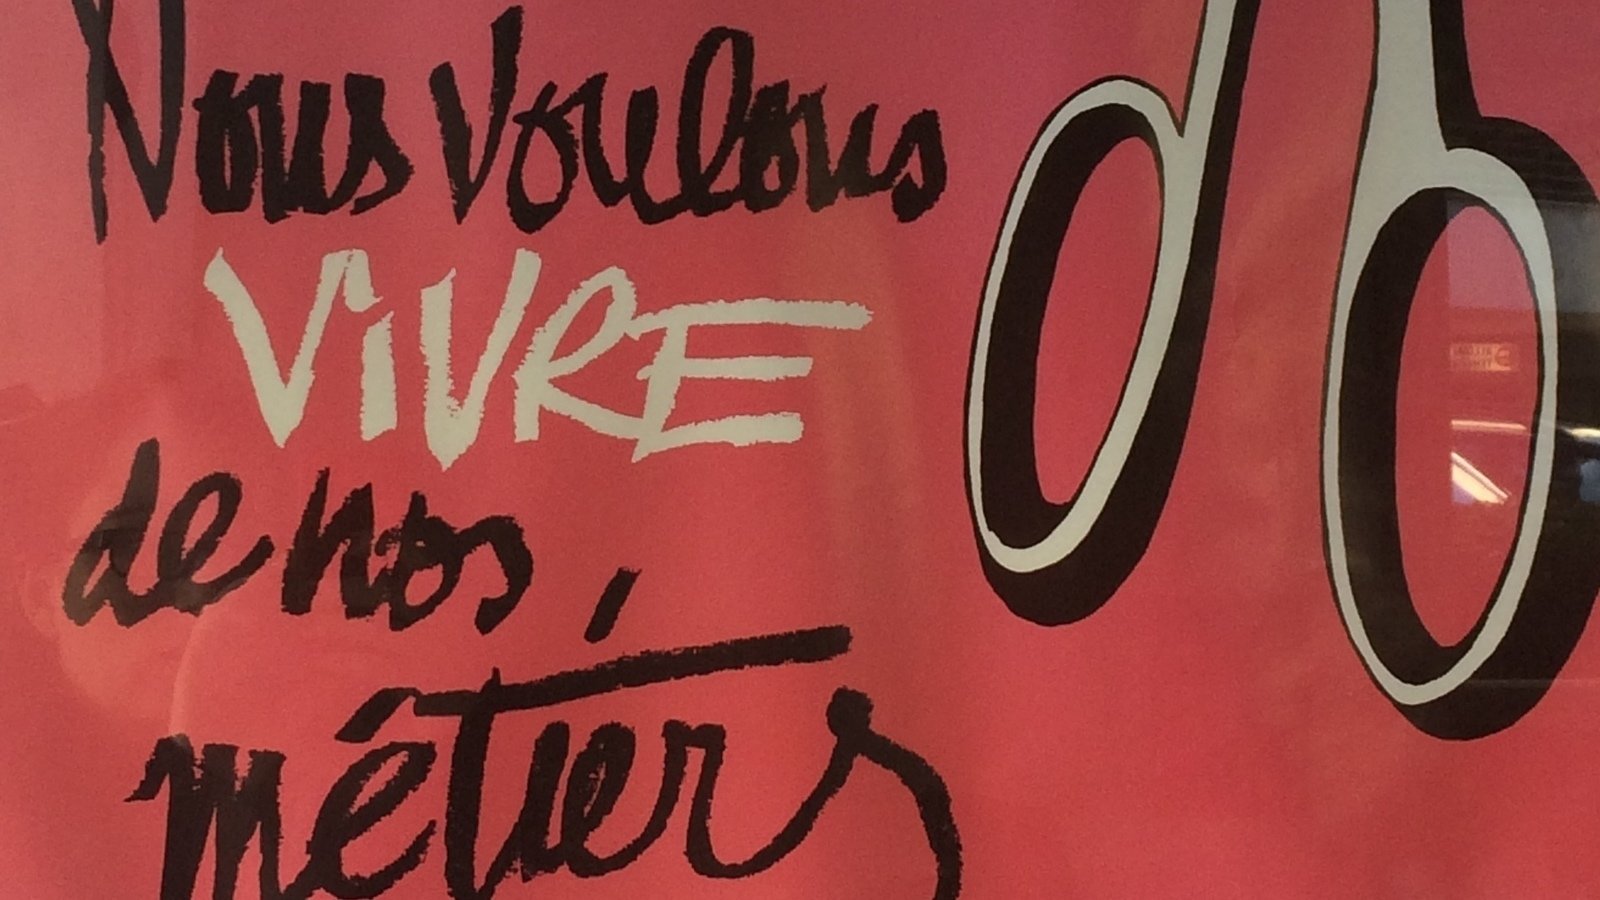 Nous voulons
VIVRE
de nos
métiers